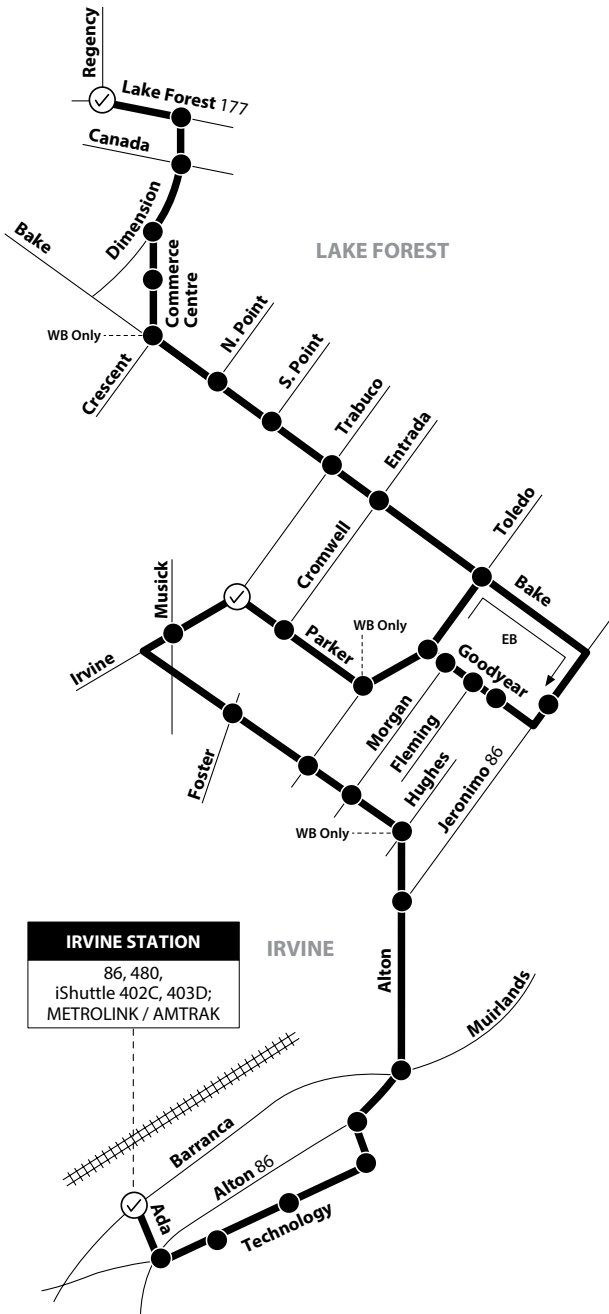 Regency
Lake Forest 177
Canada
Dimension
Bake
Commerce
Centre
LAKE FOREST
WB Only
Crescent
N. Point
S. Point
Trabuco
Entrada
Toledo
Cromwell
Bake
Musick
WB Only
EB
Parker
Goodyear
Irvine
Morgan
Fleming
Foster
Hughes
Jeronimo 86
WB Only
IRVINE STATION
86, 480,
iShuttle 402C, 403D;
METROLINK / AMTRAK
IRVINE
Alton
Muirlands
Barranca
Alton 86
Ada
Technology